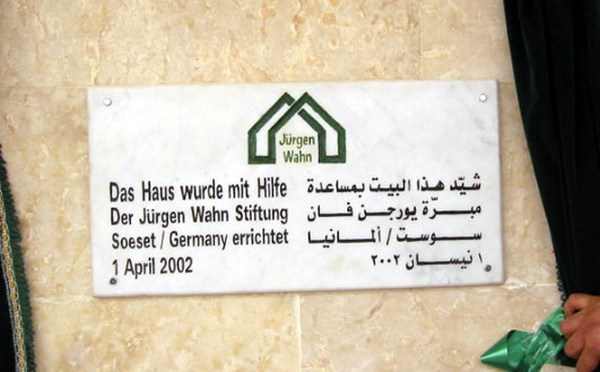 Jürgen
Wahn
Das Haus wurde mit Hilfe
Der Jürgen Wahn Stiftung
Soeset / Germany errichtet
1 April 2002
شيّد هذا البيت بمساعدة
مبرّة يورجن فان
سوست / ألمانيا
١ نيسان ٢٠٠٢